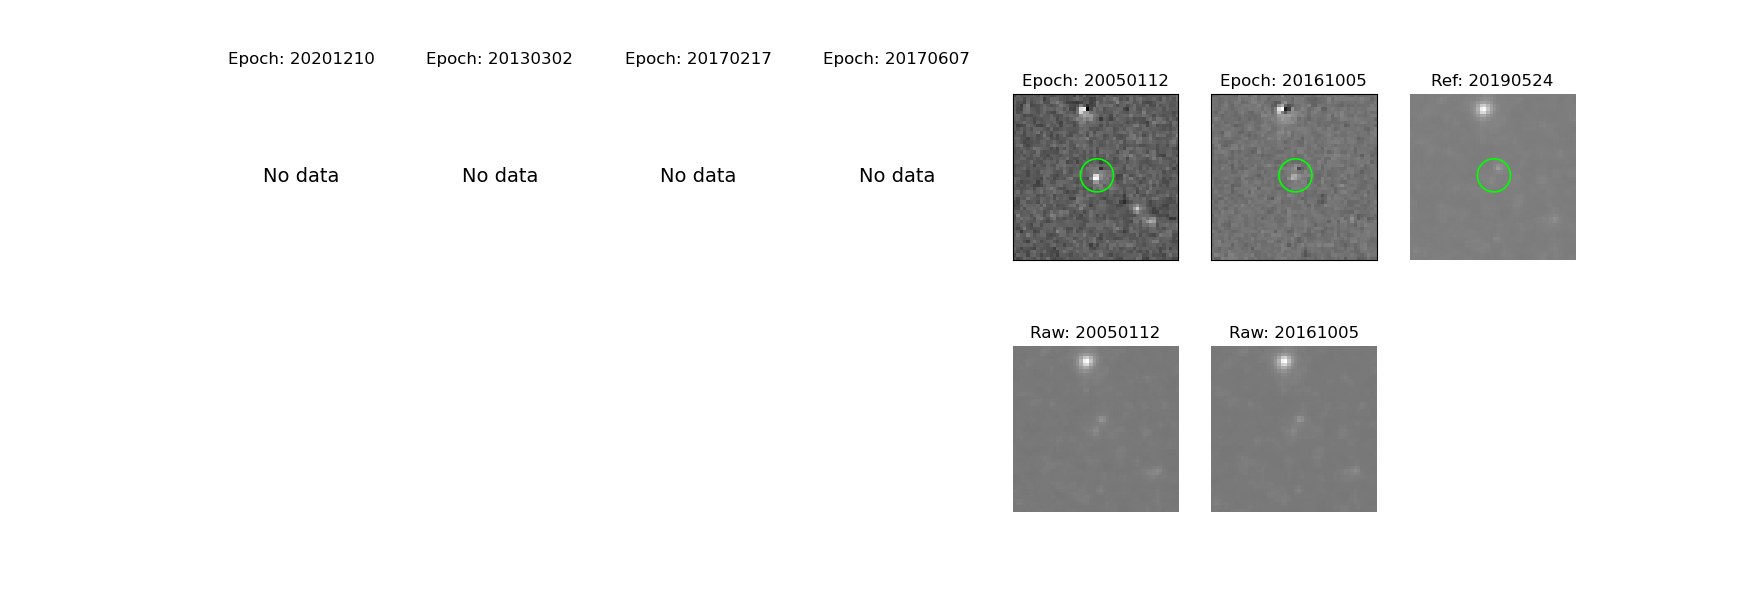 Epoch: 20201210
Epoch: 20130302
Epoch: 20170217
Epoch: 20170607
Epoch: 20050112
Epoch: 20161005
Ref: 20190524
No data
No data
No data
No data
Raw: 20050112
Raw: 20161005